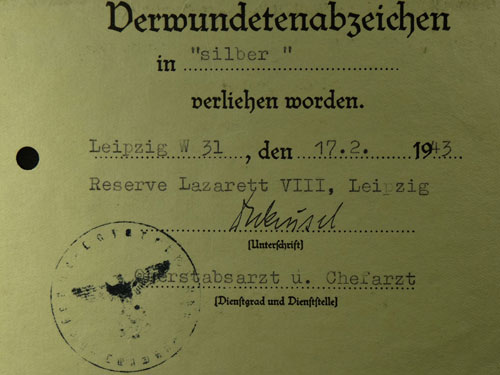 Verwundetenabzeichen
in "silber "
verliehen worden.
Leipzig W 31, den 17.2. 1943
Reserve Lazarett VIII, Leipzig
(Unterschrift)
Oberstabsarzt u. Chefarzt
(Dienstgrad und Dienststelle)